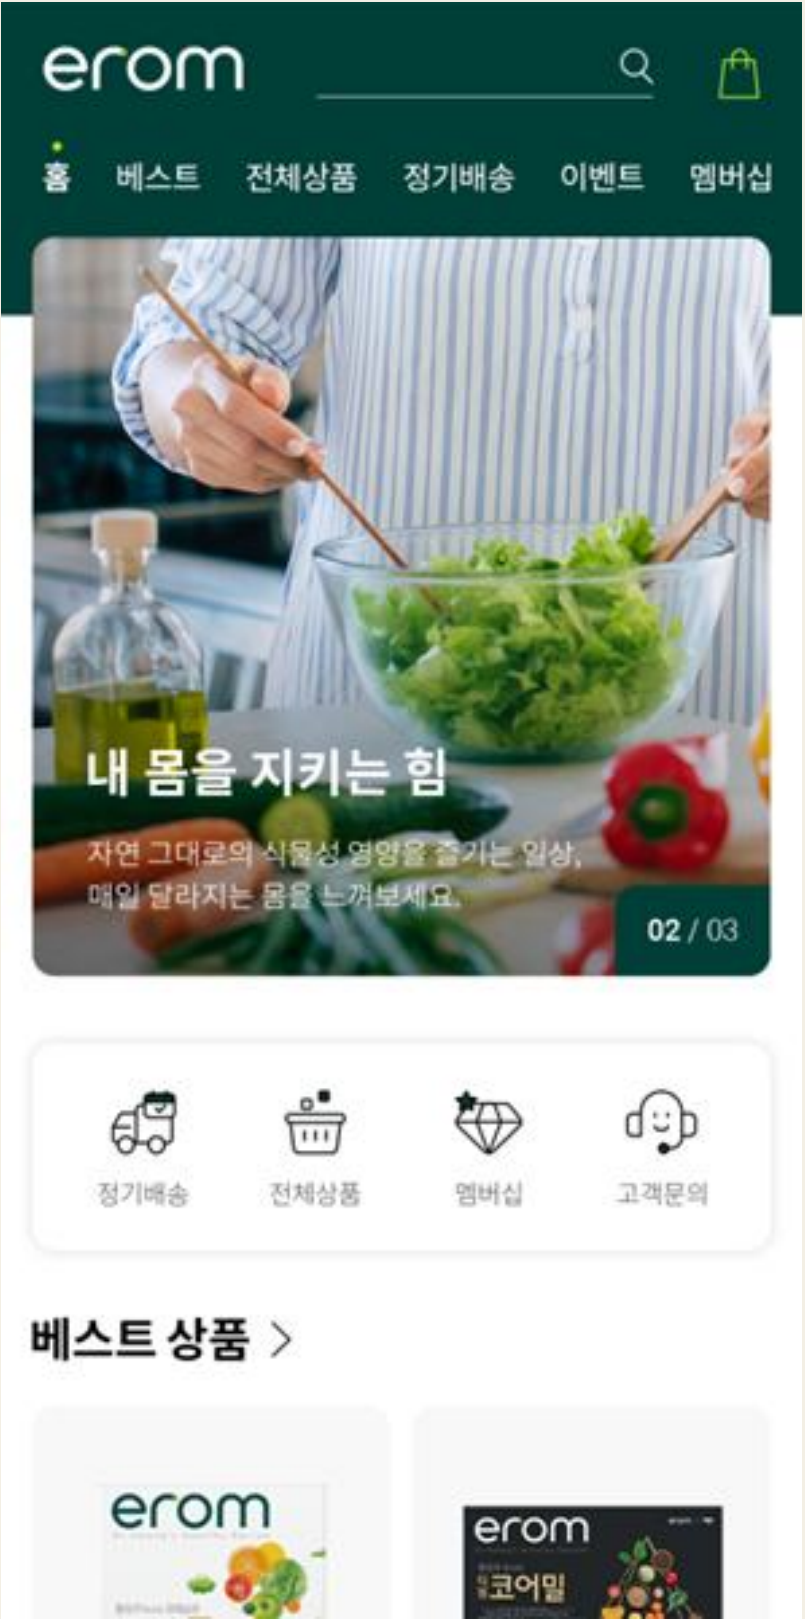 erom
홈 베스트 전체상품 정기배송 이벤트 멤버십
내 몸을 지키는 힘
자연 그대로의 식물성 영양을 즐기는 일상,
매일 달라지는 몸을 느껴보세요.
02 / 03
정기배송 전체상품 멤버십 고객문의
베스트 상품
erom
erom
코어밀